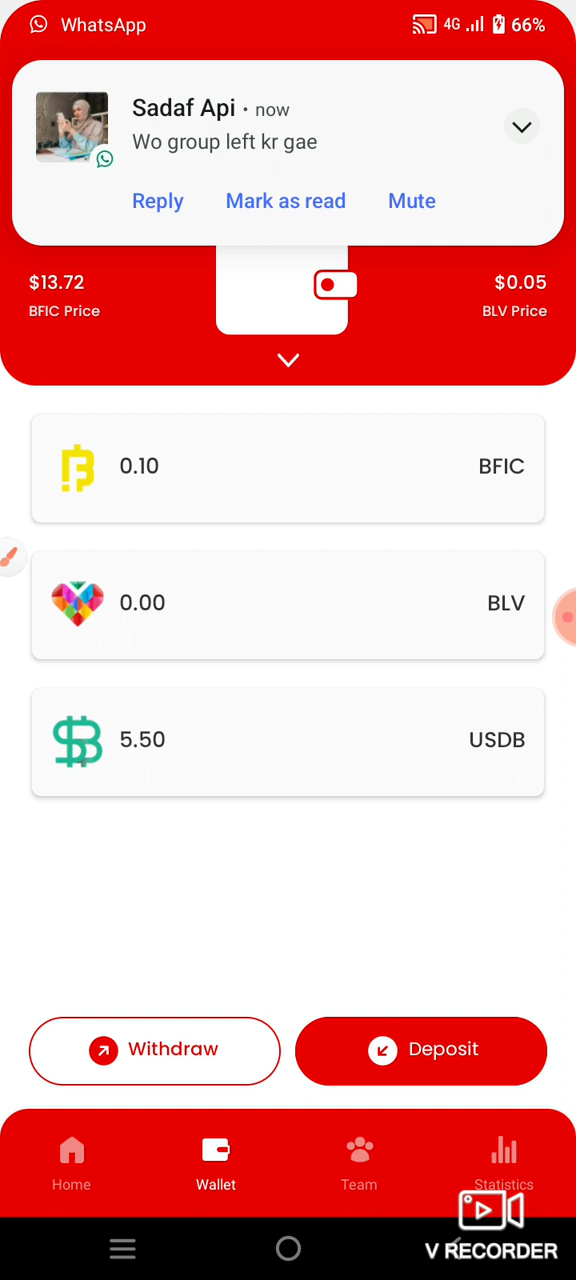 WhatsApp
4G
66%
Sadaf Api • now
Wo group left kr gae
Reply Mark as read Mute
$13.72 $0.05
BFIC Price BLV Price
0.10 BFIC
0.00 BLV
5.50 USDB
Withdraw Deposit
Home Wallet Team Statistics
V RECORDER